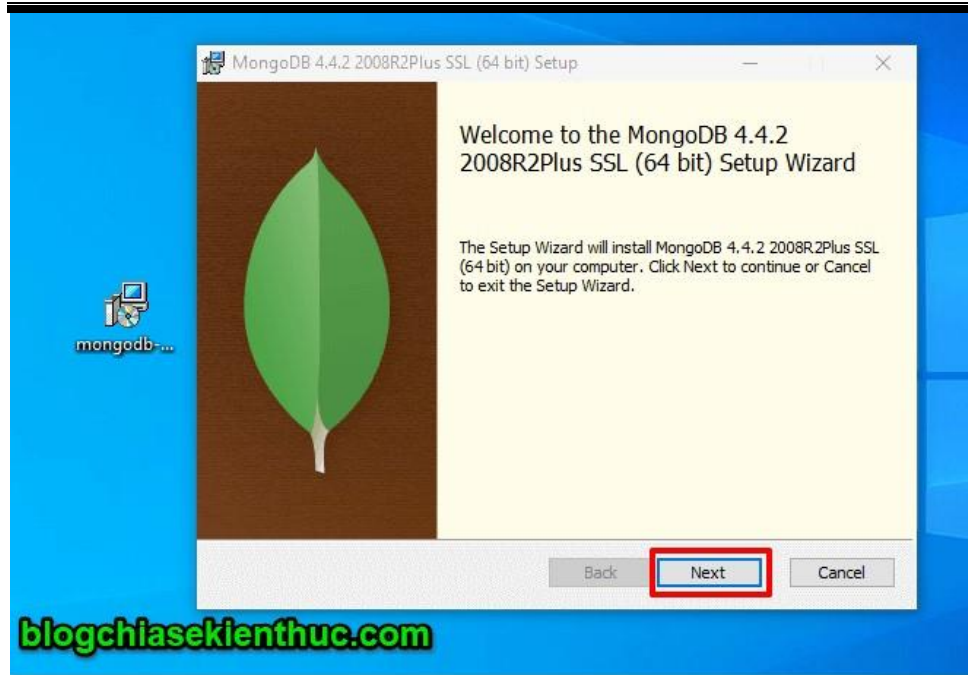 MongoDB 4.4.2 2008R2Plus SSL (64 bit) Setup
Welcome to the MongoDB 4.4.2
2008R2Plus SSL (64 bit) Setup Wizard
The Setup Wizard will install MongoDB 4.4.2 2008R2Plus SSL
(64 bit) on your computer. Click Next to continue or Cancel
to exit the Setup Wizard.
mongodb-...
Back Next Cancel
blogchiasekienthuc.com